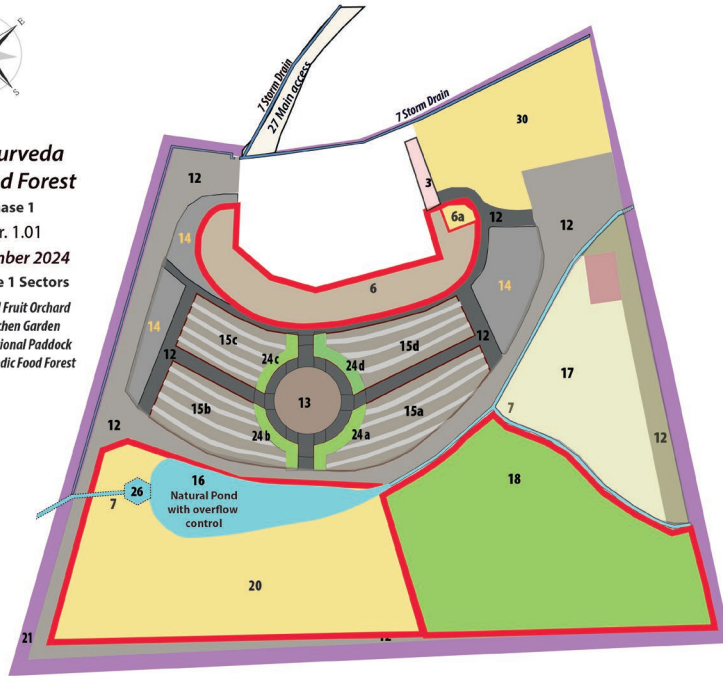 E
S
urveda
d Forest
ase 1
r. 1.01
mber 2024
e 1 Sectors
l Fruit Orchard
chen Garden
ional Paddock
dic Food Forest
7 Storm Drain
27 Main access
7 Storm Drain
30
12
3
6a
12
12
14
6
14
14
15c
15d
12
12
24c
24d
13
15b
15a
24b
24a
17
7
12
12
16
Natural Pond
with overflow
control
26
7
18
20
21
12